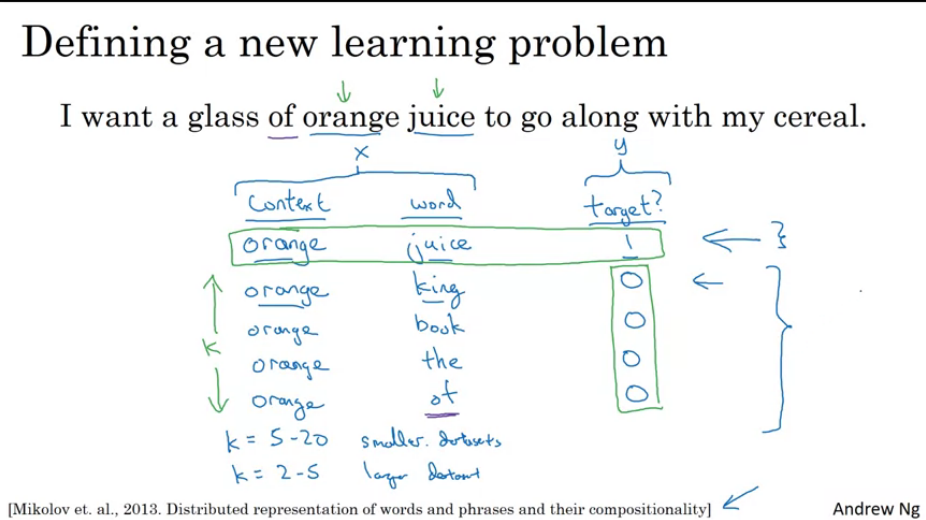 Defining a new learning problem
I want a glass of orange juice to go along with my cereal.
x y
Context word target?
orange juice 1
orange king 0
orange book 0
k
orange the 0
orange of 0
k = 5-20 smaller datasets
k = 2-5 larger dataset
[Mikolov et. al., 2013. Distributed representation of words and phrases and their compositionality] Andrew Ng